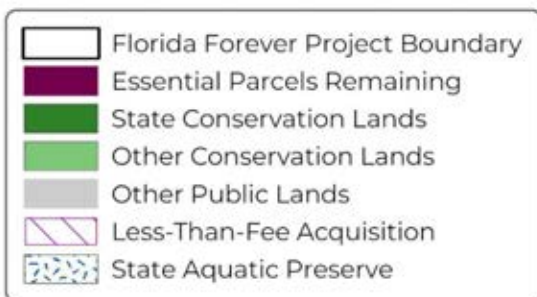 Florida Forever Project Boundary
Essential Parcels Remaining
State Conservation Lands
Other Conservation Lands
Other Public Lands
Less-Than-Fee Acquisition
State Aquatic Preserve